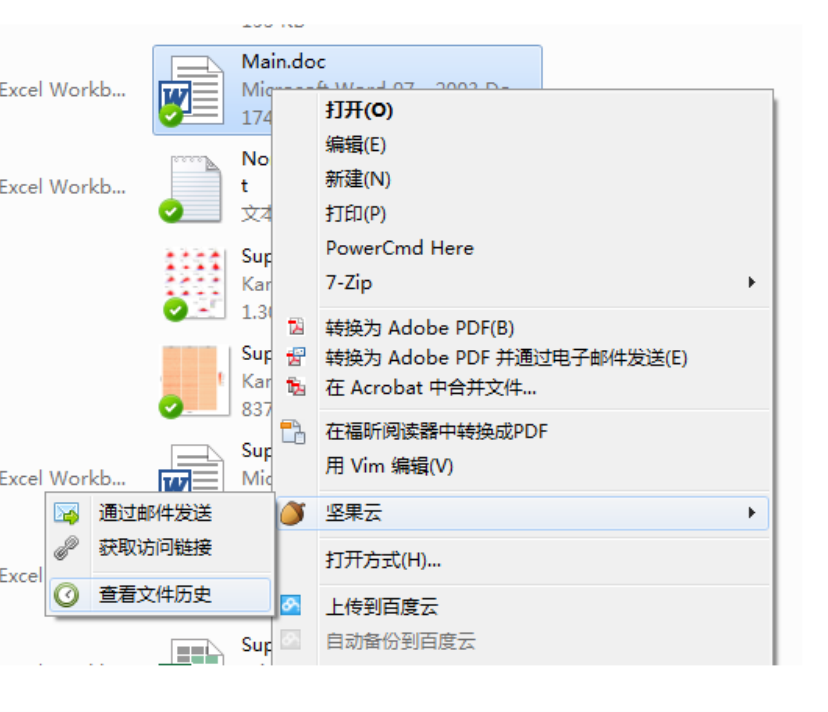 Main.doc
Excel Workb...
174
打开(O)
编辑(E)
No
新建(N)
Excel Workb...
t
文本
打印(P)
PowerCmd Here
Sup
Kar
7-Zip
1.30
转换为 Adobe PDF(B)
Sup
转换为 Adobe PDF 并通过电子邮件发送(E)
Kar
在 Acrobat 中合并文件...
837
在福昕阅读器中转换成PDF
Sup
用 Vim 编辑(V)
Excel Workb...
Mic
通过邮件发送
坚果云
获取访问链接
打开方式(H)...
Excel
查看文件历史
上传到百度云
Sup
自动备份到百度云